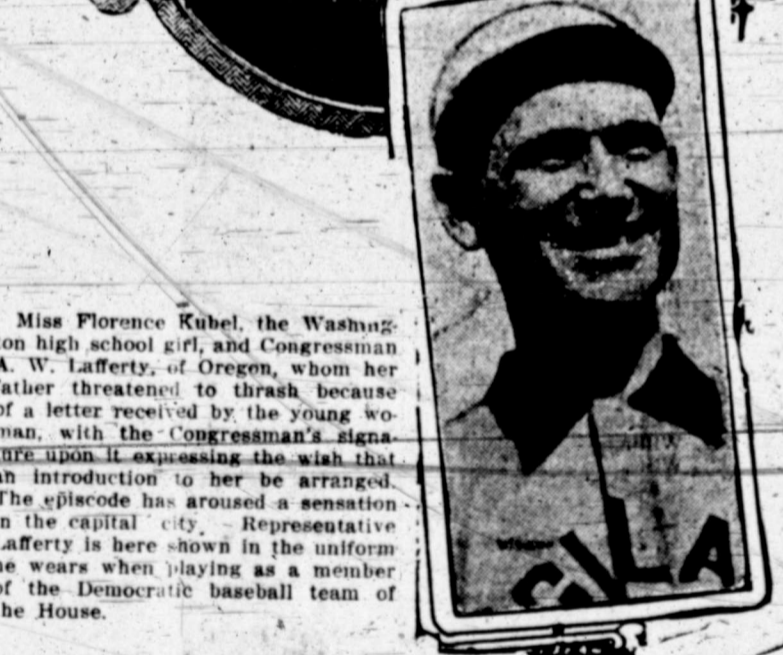 Miss Florence Kubel, the Washing-
ton high school girl, and Congressman
A. W. Lafferty, of Oregon, whom her
father threatened to thrash because
of a letter received by the young wo-
man, with the Congressman's signa-
ture upon it expressing the wish that
an introduction to her be arranged.
The episcode has aroused a sensation
in the capital city. Representative
Lafferty is here shown in the uniform
he wears when playing as a member
of the Democratic baseball team of
the House.